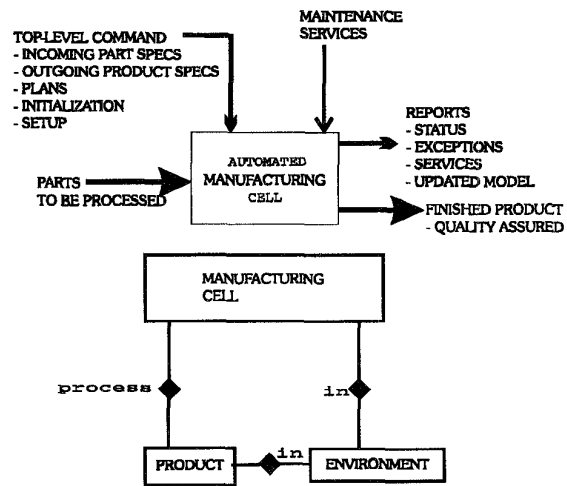 MAINTENANCE
SERVICES
TOP-LEVEL COMMAND
- INCOMING PART SPECS
- OUTGOING PRODUCT SPECS
- PLANS
- INITIALIZATION
- SETUP
REPORTS
- STATUS
- EXCEPTIONS
- SERVICES
- UPDATED MODEL
AUTOMATED
MANUFACTURING
CELL
PARTS
TO BE PROCESSED
FINISHED PRODUCT
- QUALITY ASSURED
MANUFACTURING
CELL
process
in
in
PRODUCT
ENVIRONMENT